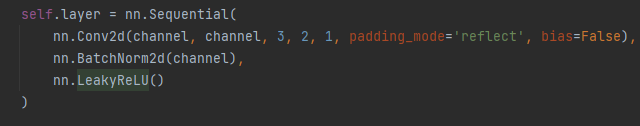 self.layer = nn.Sequential(
nn.Conv2d(channel, channel, 3, 2, 1, padding_mode='reflect', bias=False),
nn.BatchNorm2d(channel),
nn.LeakyReLU()
)